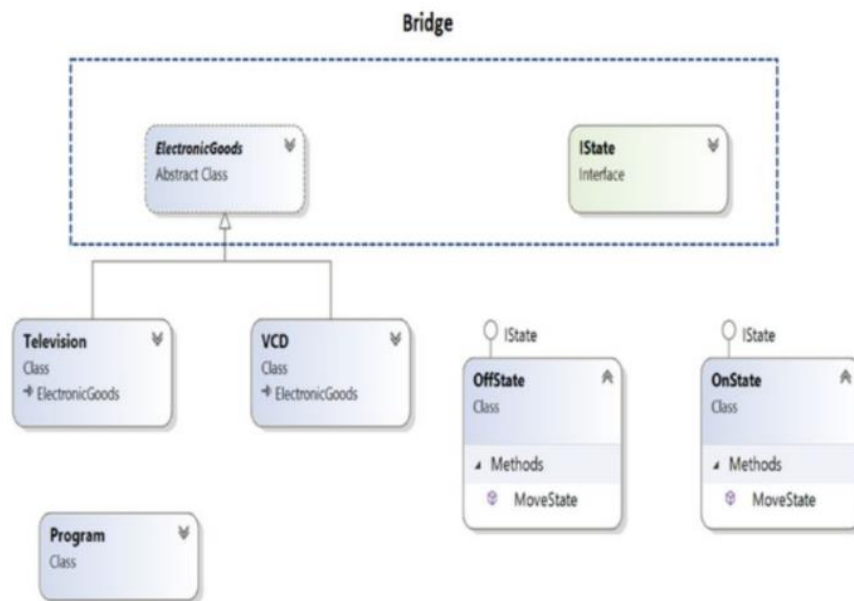 Bridge
ElectronicGoods
Abstract Class
IState
Interface
Television
Class
ElectronicGoods
VCD
Class
ElectronicGoods
IState
OffState
Class
Methods
MoveState
IState
OnState
Class
Methods
MoveState
Program
Class